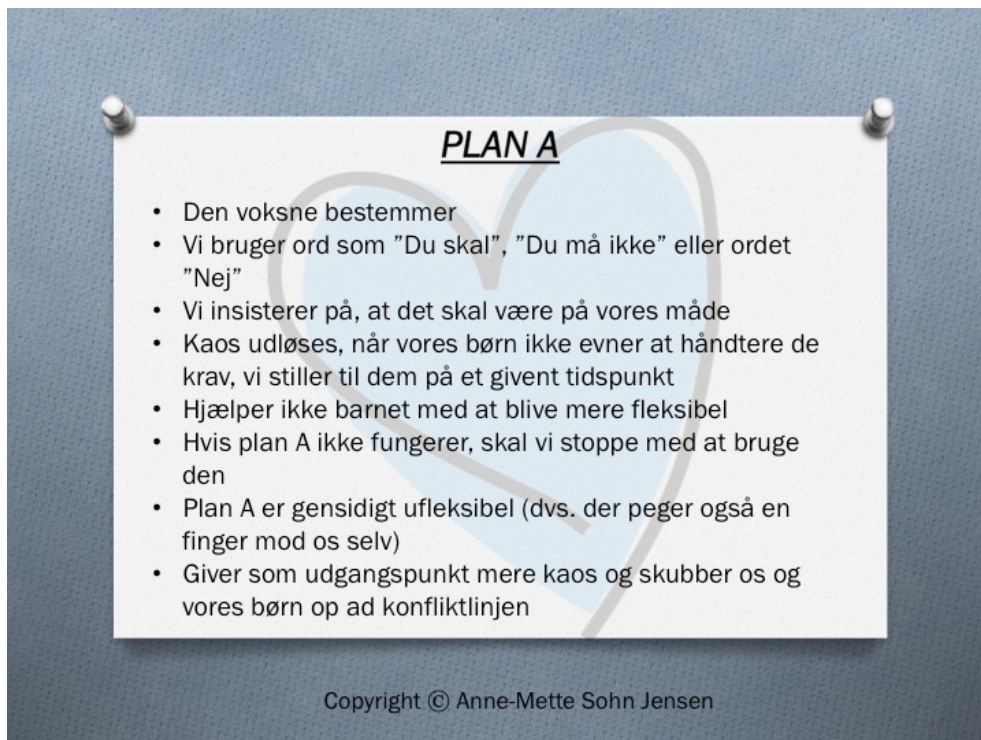 PLAN A
• Den voksne bestemmer
• Vi bruger ord som ”Du skal”, ”Du må ikke” eller ordet
”Nej”
• Vi insisterer på, at det skal være på vores måde
• Kaos udløses, når vores børn ikke evner at håndtere de
krav, vi stiller til dem på et givent tidspunkt
• Hjælper ikke barnet med at blive mere fleksibel
• Hvis plan A ikke fungerer, skal vi stoppe med at bruge
den
• Plan A er gensidigt ufleksibel (dvs. der peger også en
finger mod os selv)
• Giver som udgangspunkt mere kaos og skubber os og
vores børn op ad konfliktlinjen
Copyright © Anne-Mette Sohn Jensen